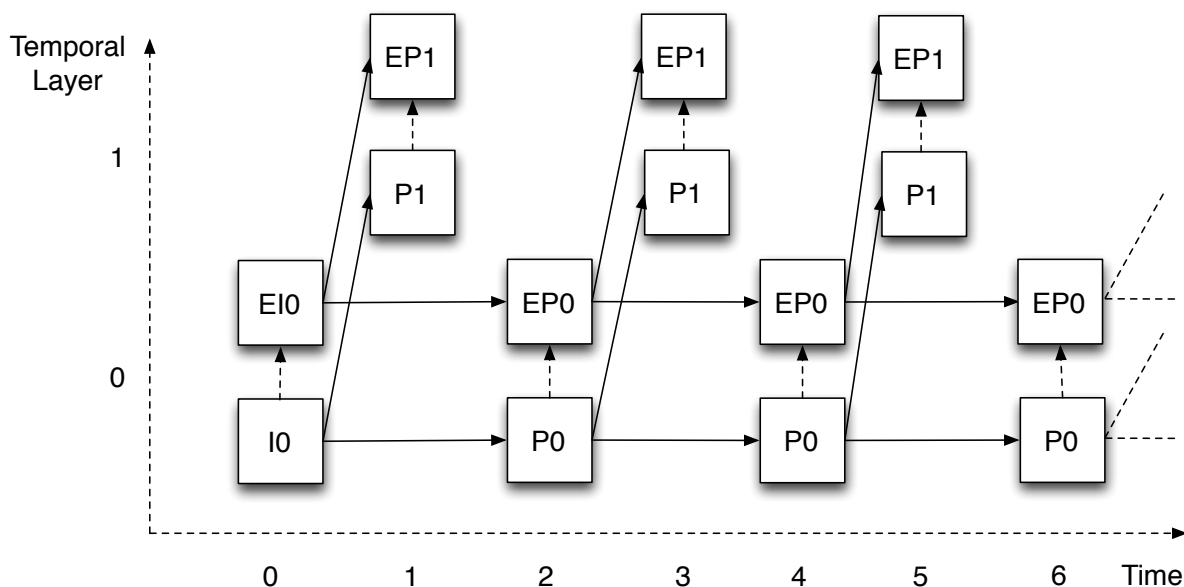 Temporal
Layer
EP1 EP1 EP1
1
P1 P1 P1
EI0 EP0 EP0 EP0
0
I0 P0 P0 P0
0 1 2 3 4 5 6 Time